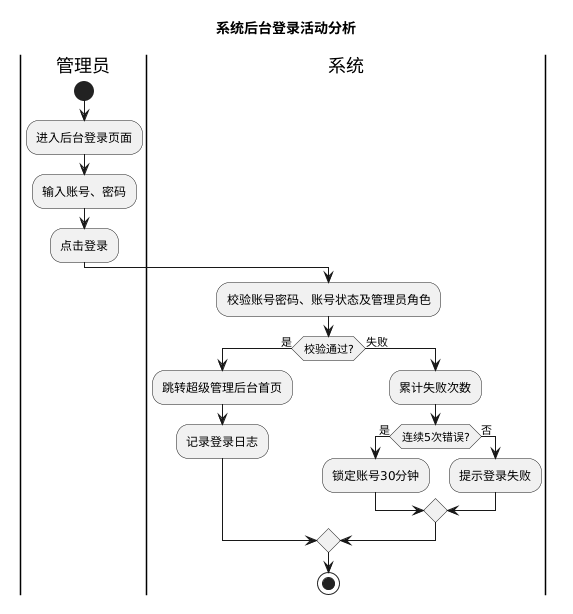 系统后台登录活动分析
管理员
系统
进入后台登录页面
输入账号、密码
点击登录
校验账号密码、账号状态及管理员角色
是
校验通过?
失败
跳转超级管理后台首页
累计失败次数
记录登录日志
是
连续5次错误?
否
锁定账号30分钟
提示登录失败